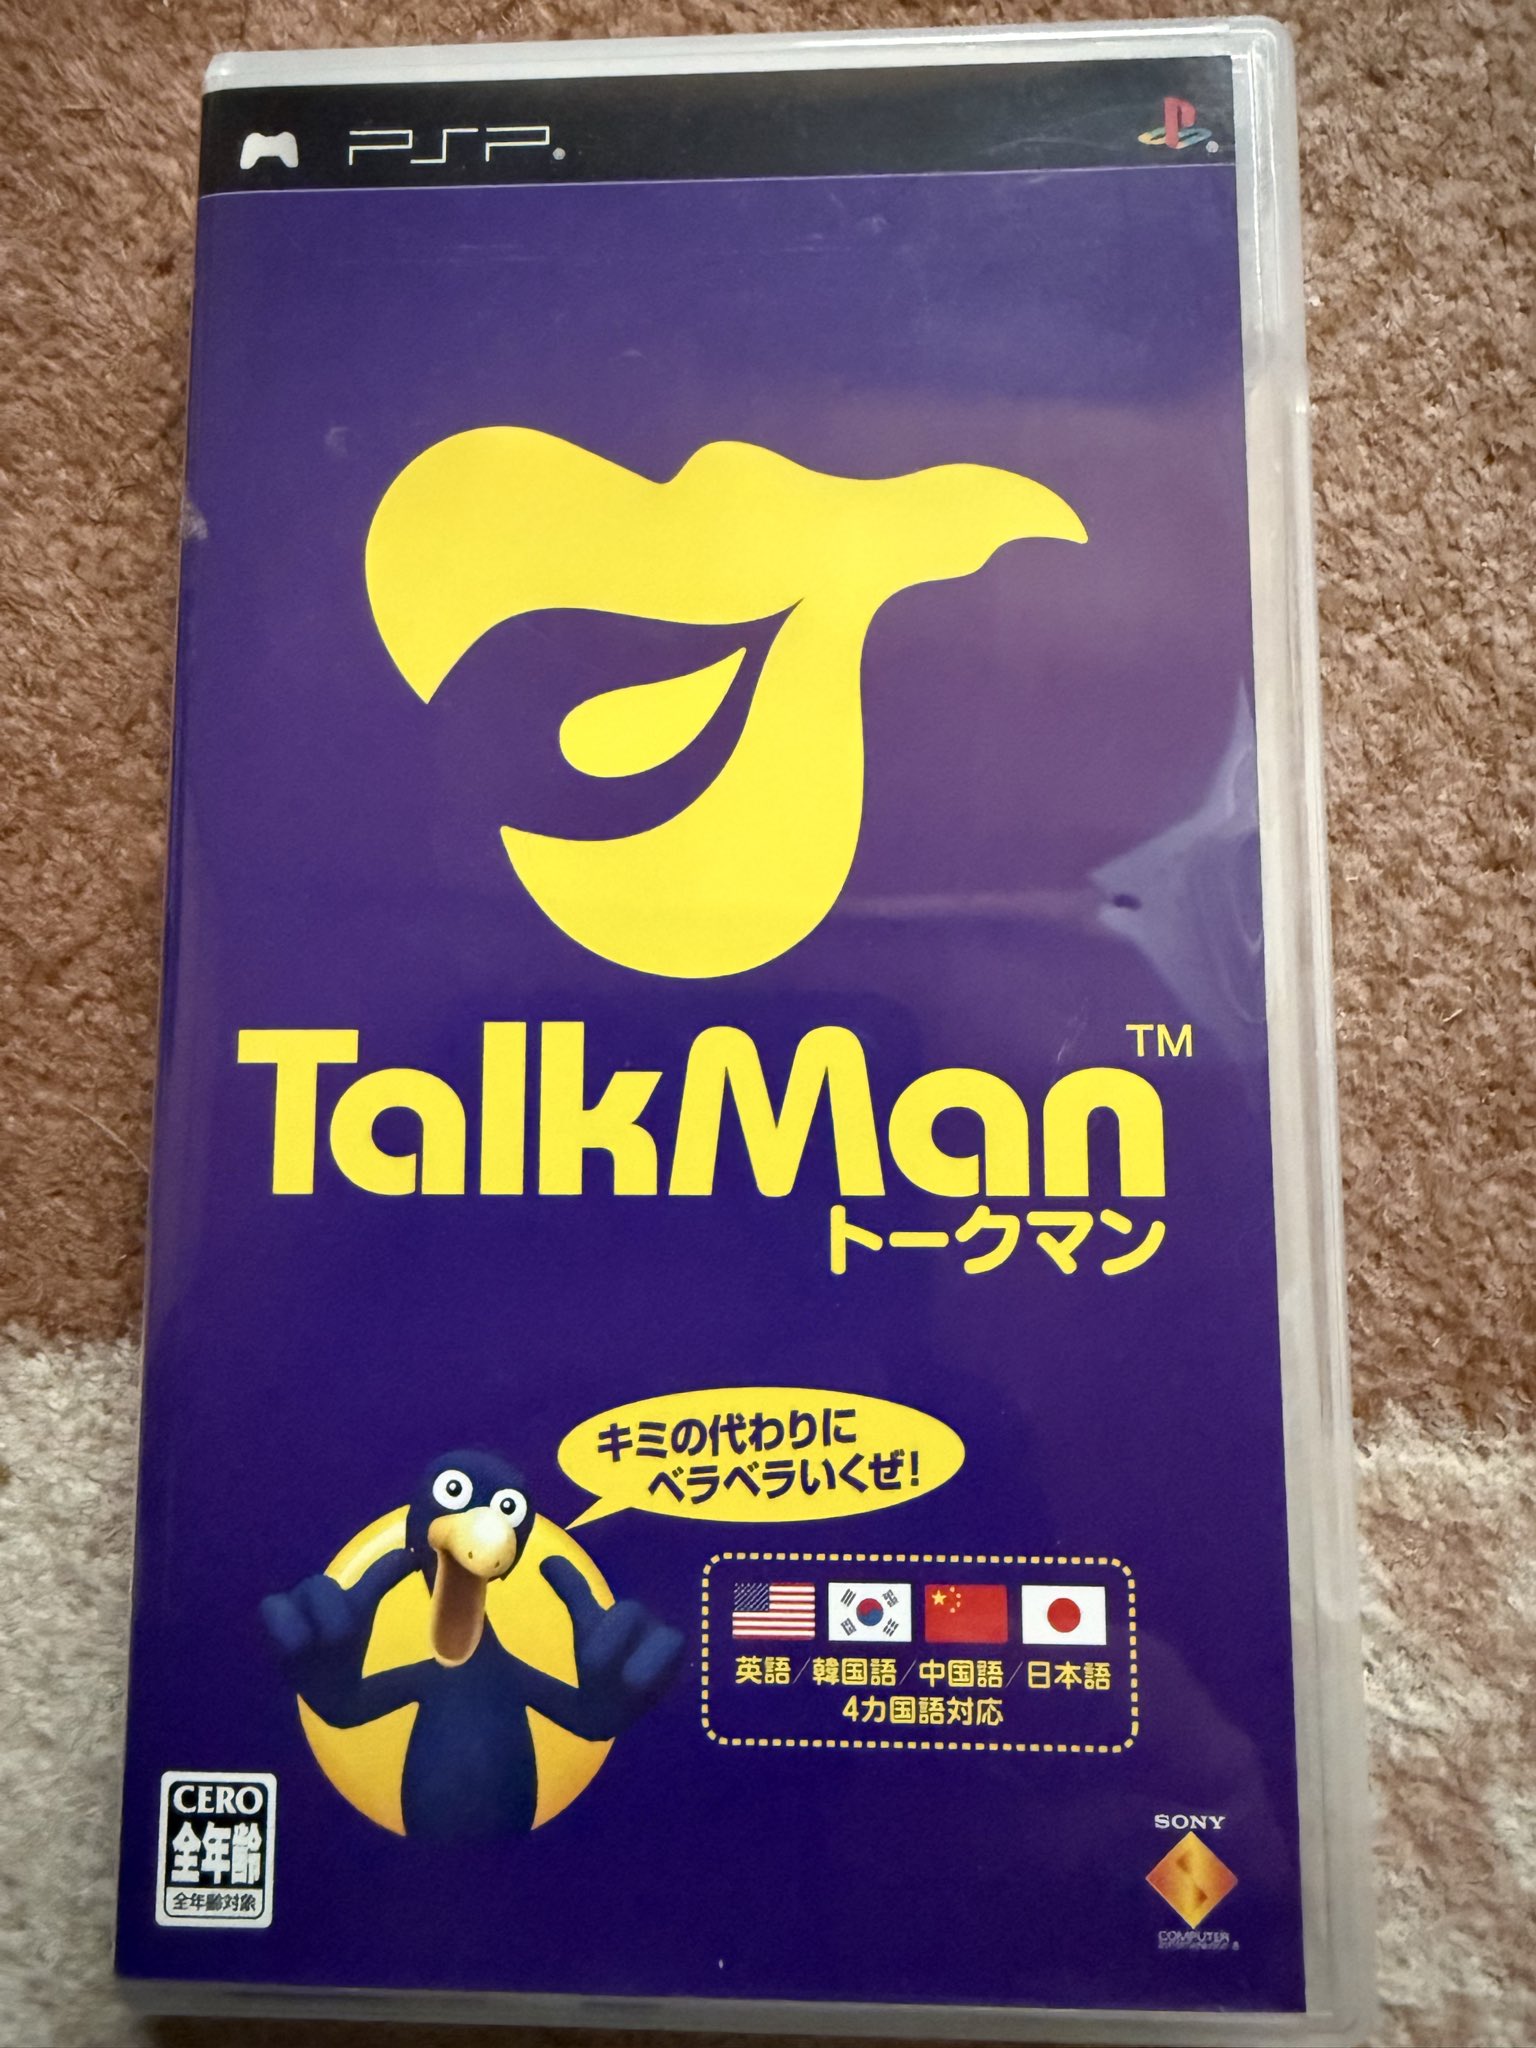 PSP
TalkMan™
トークマン
キミの代わりに
ベラベラいくぜ!
英語/韓国語/中国語/日本語
4カ国語対応
CERO
全年齢
全年齢対象
SONY
COMPUTER